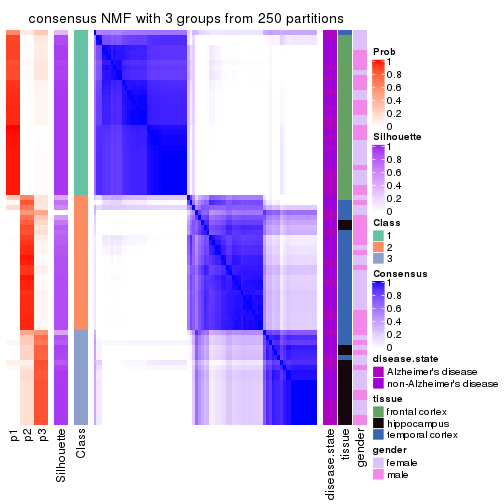 consensus NMF with 3 groups from 250 partitions
Prob
1
0.8
0.6
0.4
0.2
0
Silhouette
1
0.8
0.6
0.4
0.2
0
Class
1
2
3
Consensus
1
0.8
0.6
0.4
0.2
0
disease.state
Alzheimer's disease
non-Alzheimer's disease
tissue
frontal cortex
hippocampus
temporal cortex
gender
female
male
p1
p2
p3
Silhouette
Class
disease.state
tissue
gender